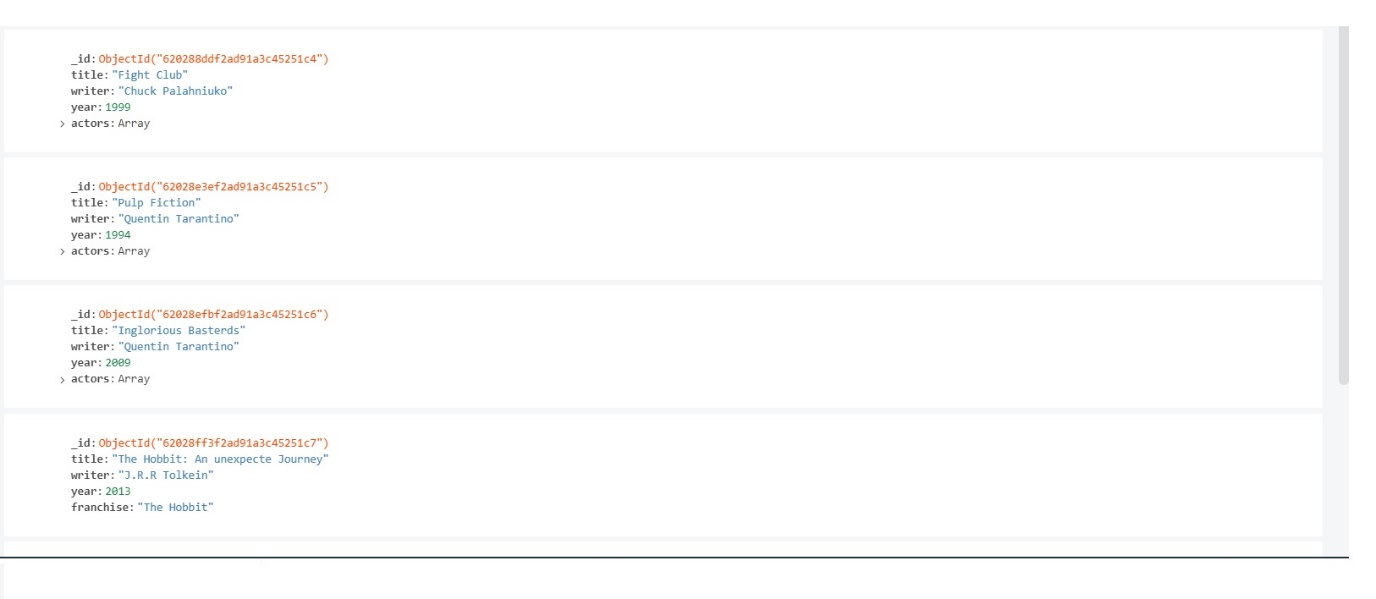 _id: ObjectId("620288ddf2ad91a3c45251c4")
title: "Fight Club"
writer: "Chuck Palahniuko"
year: 1999
> actors: Array
_id: ObjectId("62028e3ef2ad91a3c45251c5")
title: "Pulp Fiction"
writer: "Quentin Tarantino"
year: 1994
> actors: Array
_id: ObjectId("62028efbf2ad91a3c45251c6")
title: "Inglorious Basterds"
writer: "Quentin Tarantino"
year: 2009
> actors: Array
_id: ObjectId("62028ff3f2ad91a3c45251c7")
title: "The Hobbit: An unexpecte Journey"
writer: "J.R.R Tolkein"
year: 2013
franchise: "The Hobbit"